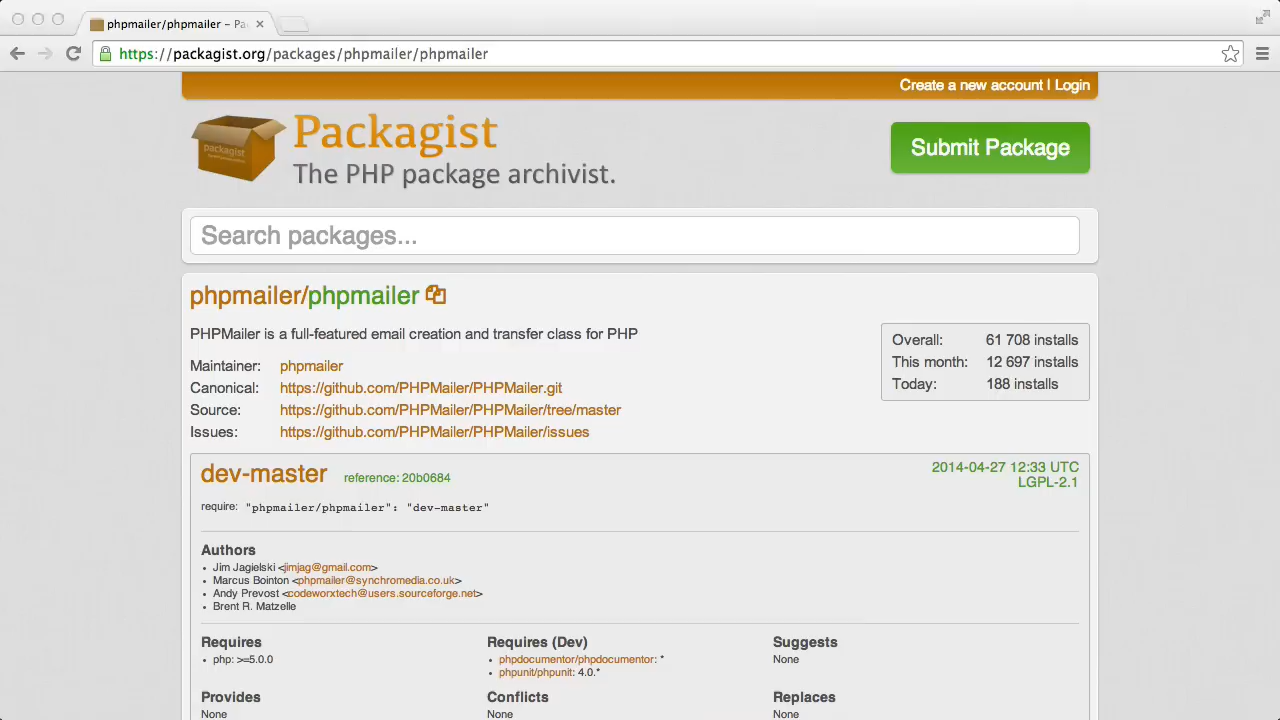 phpmailer/phpmailer – Pa
https://packagist.org/packages/phpmailer/phpmailer
Create a new account | Login
packagist
Packagist
The PHP package archivist.
Submit Package
Search packages...
phpmailer/phpmailer
PHPMailer is a full-featured email creation and transfer class for PHP
Maintainer: phpmailer
Canonical: https://github.com/PHPMailer/PHPMailer.git
Source: https://github.com/PHPMailer/PHPMailer/tree/master
Issues: https://github.com/PHPMailer/PHPMailer/issues
Overall: 61 708 installs
This month: 12 697 installs
Today: 188 installs
dev-master reference: 20b0684
2014-04-27 12:33 UTC
LGPL-2.1
require: "phpmailer/phpmailer": "dev-master"
Authors
• Jim Jagielski <jimjag@gmail.com>
• Marcus Bointon <phpmailer@synchromedia.co.uk>
• Andy Prevost <codeworxtech@users.sourceforge.net>
• Brent R. Matzelle
Requires
• php: >=5.0.0
Requires (Dev)
• phpdocumentor/phpdocumentor: *
• phpunit/phpunit: 4.0.*
Suggests
None
Provides
None
Conflicts
None
Replaces
None